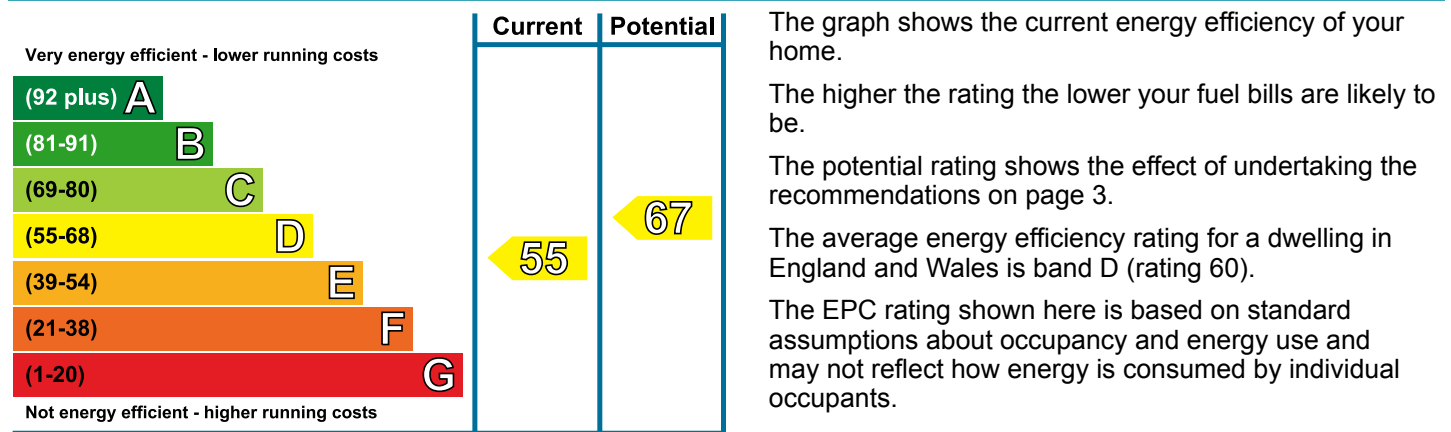 Current Potential
Very energy efficient - lower running costs
(92 plus) A
(81-91) B
(69-80) C
(55-68) D
(39-54) E
(21-38) F
(1-20) G
Not energy efficient - higher running costs
55
67
The graph shows the current energy efficiency of your
home.
The higher the rating the lower your fuel bills are likely to
be.
The potential rating shows the effect of undertaking the
recommendations on page 3.
The average energy efficiency rating for a dwelling in
England and Wales is band D (rating 60).
The EPC rating shown here is based on standard
assumptions about occupancy and energy use and
may not reflect how energy is consumed by individual
occupants.